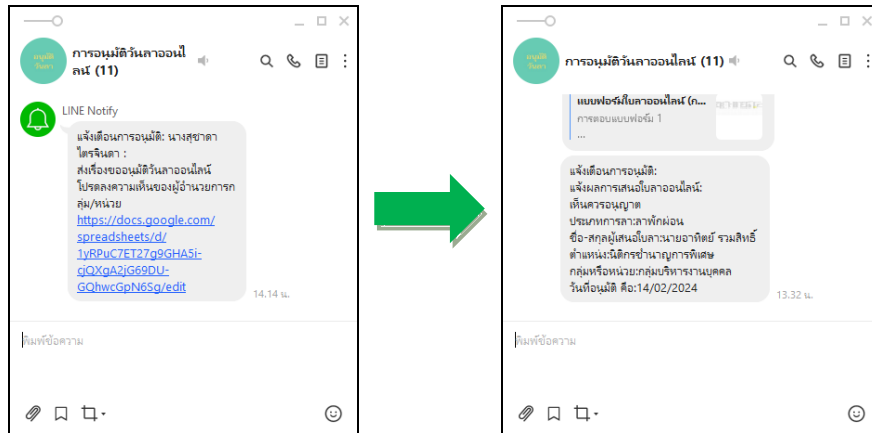 อนุมัติ
วันลา
การอนุมัติวันลาออนไ
ลน์ (11)
LINE Notify
แจ้งเตือนการอนุมัติ: นางสุชาดา
ไตรจินดา :
ส่งเรื่องขออนุมัติวันลาออนไลน์
โปรดลงความเห็นของผู้อำนวยการก
ลุ่ม/หน่วย
https://docs.google.com/
spreadsheets/d/
1yRPuC7ET27g9GHA5i-
cjQXgA2jG69DU-
GQhwcGpN6Sg/edit
14.14 น.
พิมพ์ข้อความ
อนุมัติ
วันลา
การอนุมัติวันลาออนไลน์ (11)
แบบฟอร์มใบลาออนไลน์ (ก...
การตอบแบบฟอร์ม 1
...
แจ้งเตือนการอนุมัติ:
แจ้งผลการเสนอใบลาออนไลน์:
เห็นควรอนุญาต
ประเภทการลา:ลาพักผ่อน
ชื่อ-สกุลผู้เสนอใบลา:นายอาทิตย์ รวมสิทธิ์
ตำแหน่ง:นิติกรชำนาญการพิเศษ
กลุ่มหรือหน่วย:กลุ่มบริหารงานบุคคล
วันที่อนุมัติ คือ:14/02/2024
13.32 น.
พิมพ์ข้อความ